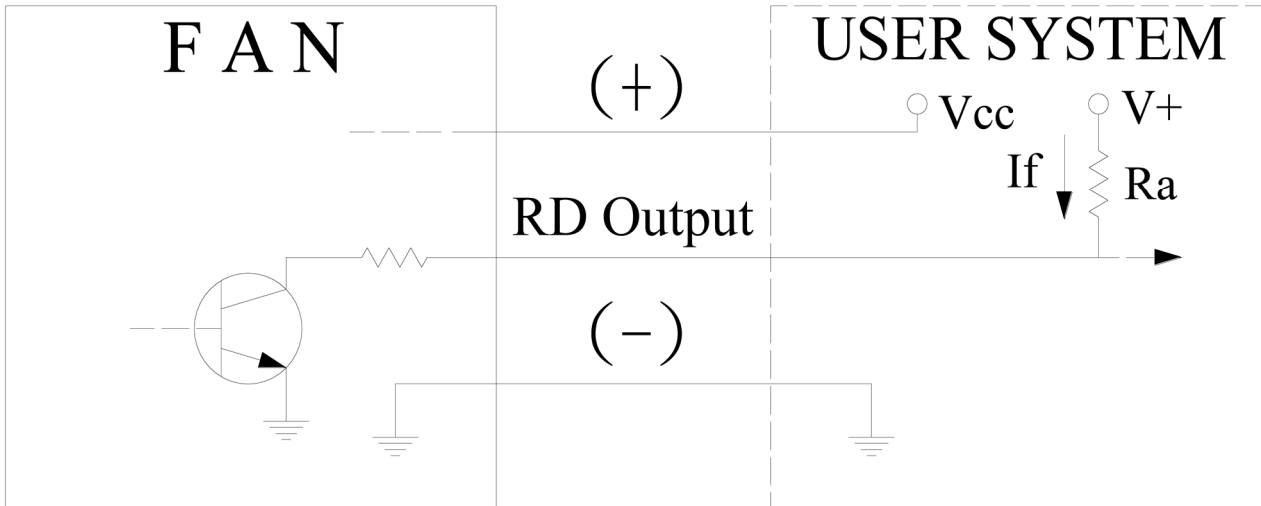 F A N
USER SYSTEM
(+)
Vcc
V+
If
Ra
RD Output
(−)